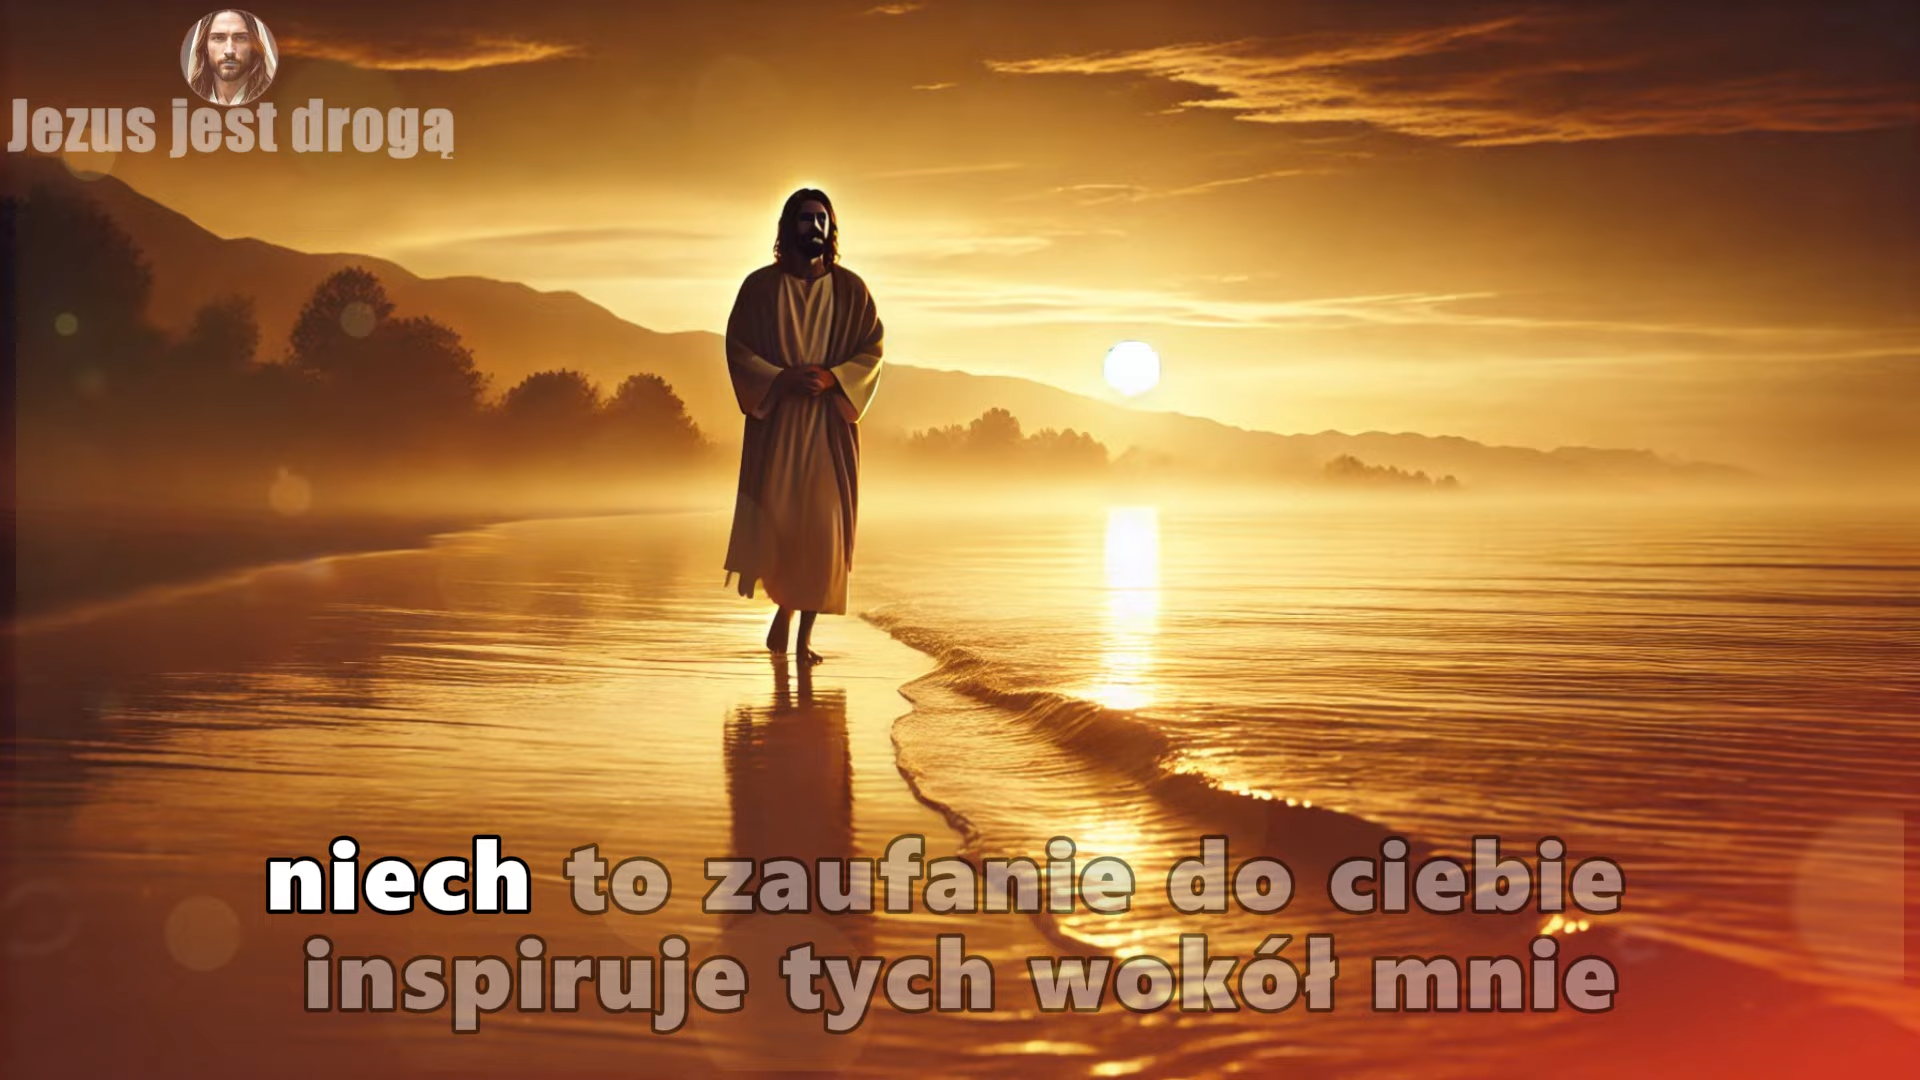 Jezus jest drogą
niech to zaufanie do ciebie
inspiruje tych wokół mnie